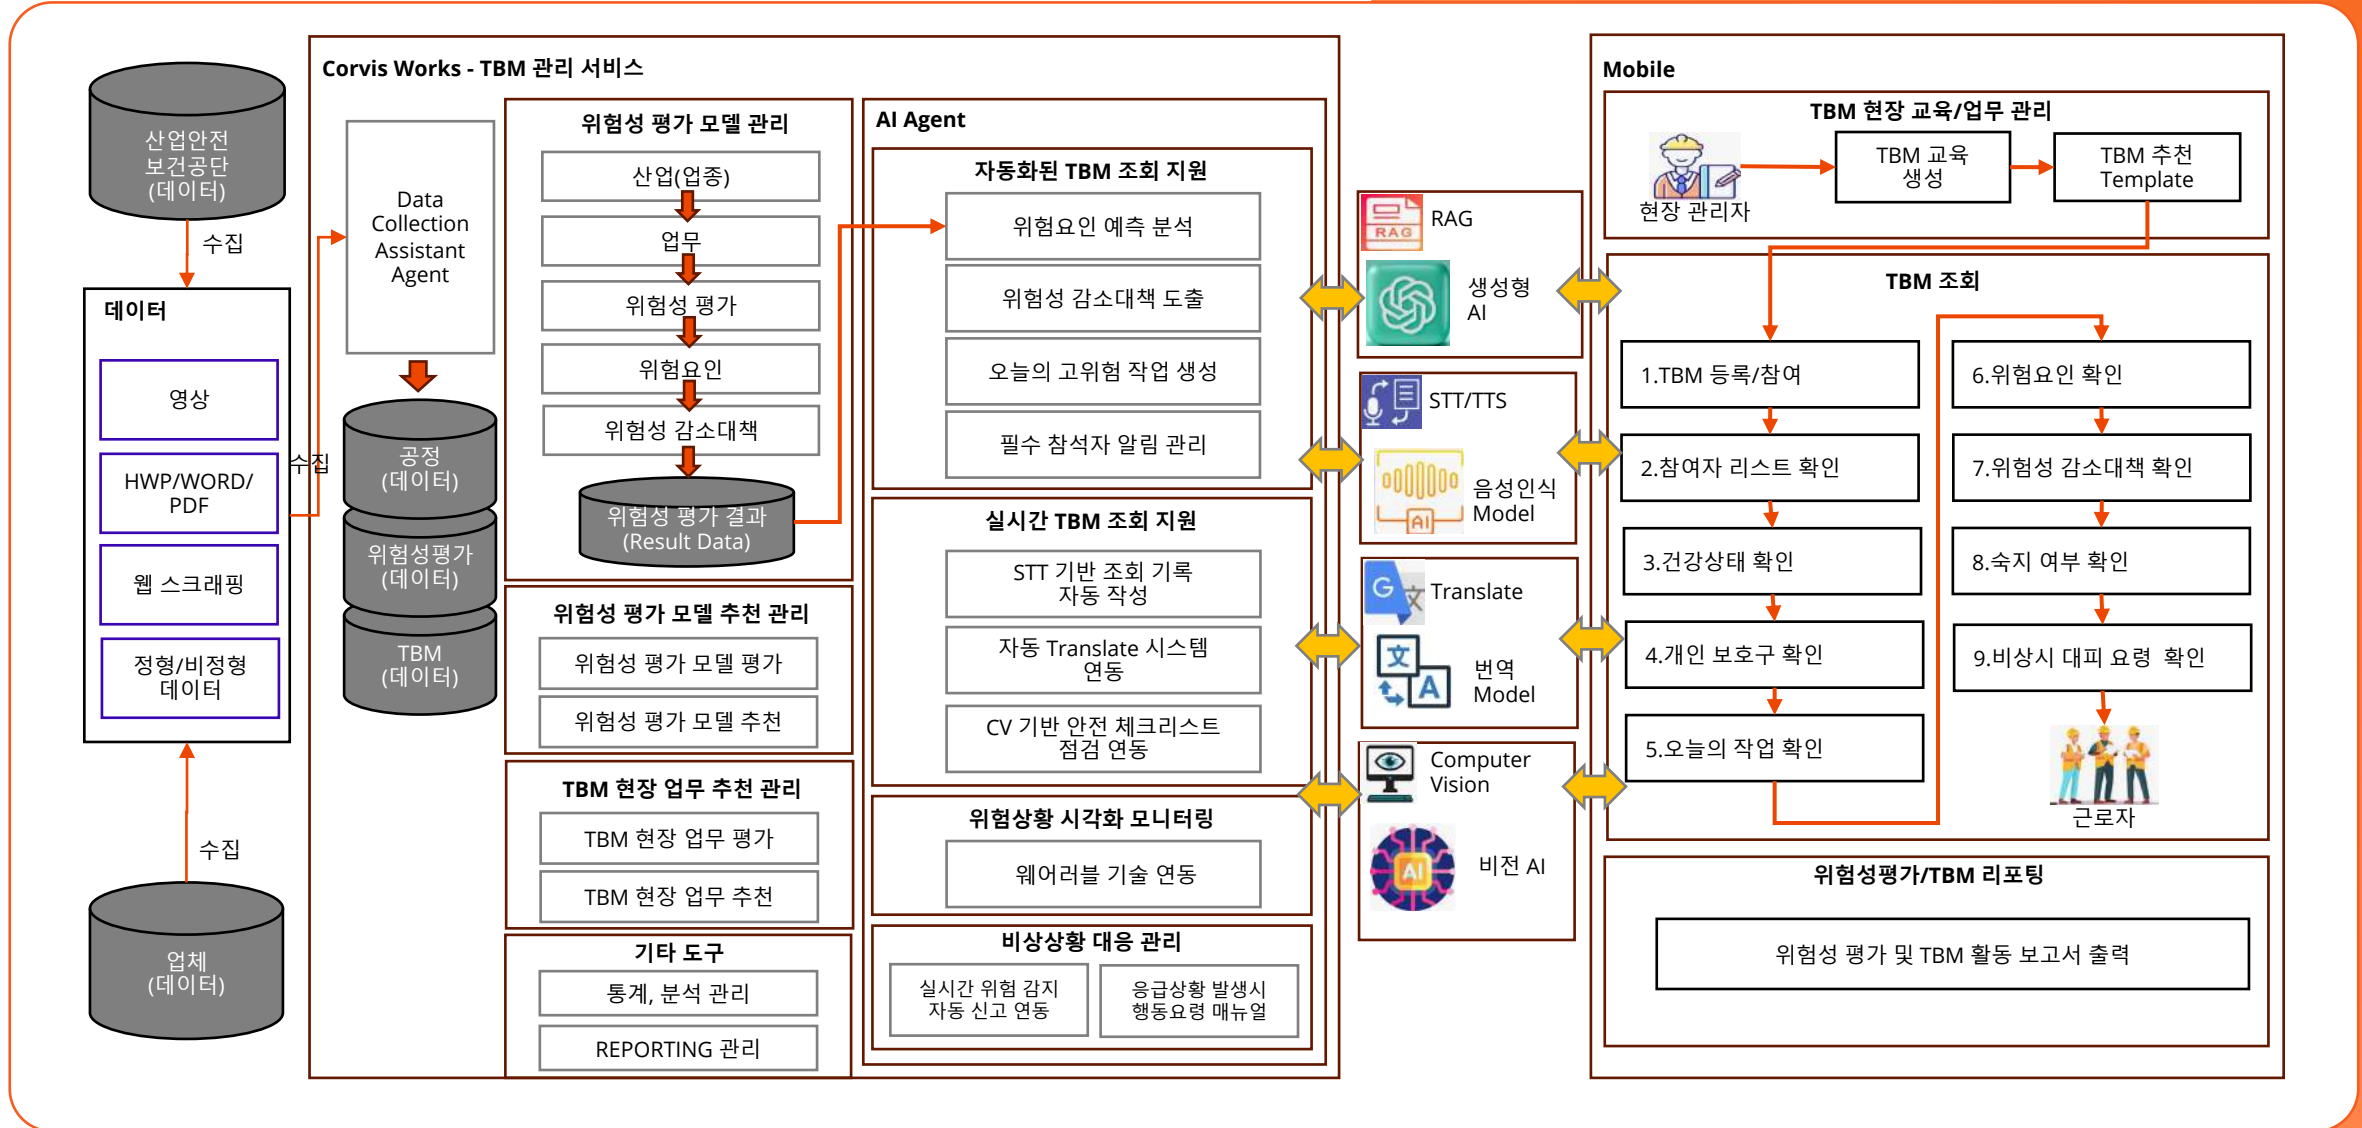 산업안전
보건공단
(데이터)
수집
데이터
영상
HWP/WORD/
PDF
웹 스크래핑
정형/비정형
데이터
수집
수집
업체
(데이터)
Corvis Works - TBM 관리 서비스
Data
Collection
Assistant
Agent
공정
(데이터)
위험성평가
(데이터)
TBM
(데이터)
위험성 평가 모델 관리
산업(업종)
업무
위험성 평가
위험요인
위험성 감소대책
위험성 평가 결과
(Result Data)
위험성 평가 모델 추천 관리
위험성 평가 모델 평가
위험성 평가 모델 추천
TBM 현장 업무 추천 관리
TBM 현장 업무 평가
TBM 현장 업무 추천
기타 도구
통계, 분석 관리
REPORTING 관리
AI Agent
자동화된 TBM 조회 지원
위험요인 예측 분석
위험성 감소대책 도출
오늘의 고위험 작업 생성
필수 참석자 알림 관리
실시간 TBM 조회 지원
STT 기반 조회 기록
자동 작성
자동 Translate 시스템
연동
CV 기반 안전 체크리스트
점검 연동
위험상황 시각화 모니터링
웨어러블 기술 연동
비상상황 대응 관리
실시간 위험 감지
자동 신고 연동
응급상황 발생시
행동요령 매뉴얼
RAG
RAG
생성형
AI
STT/TTS
AI
음성인식
Model
G
文
Translate
文
A
번역
Model
Computer
Vision
AI
비전 AI
Mobile
TBM 현장 교육/업무 관리
현장 관리자
TBM 교육
생성
TBM 추천
Template
TBM 조회
1.TBM 등록/참여
2.참여자 리스트 확인
3.건강상태 확인
4.개인 보호구 확인
5.오늘의 작업 확인
6.위험요인 확인
7.위험성 감소대책 확인
8.숙지 여부 확인
9.비상시 대피 요령 확인
근로자
위험성평가/TBM 리포팅
위험성 평가 및 TBM 활동 보고서 출력